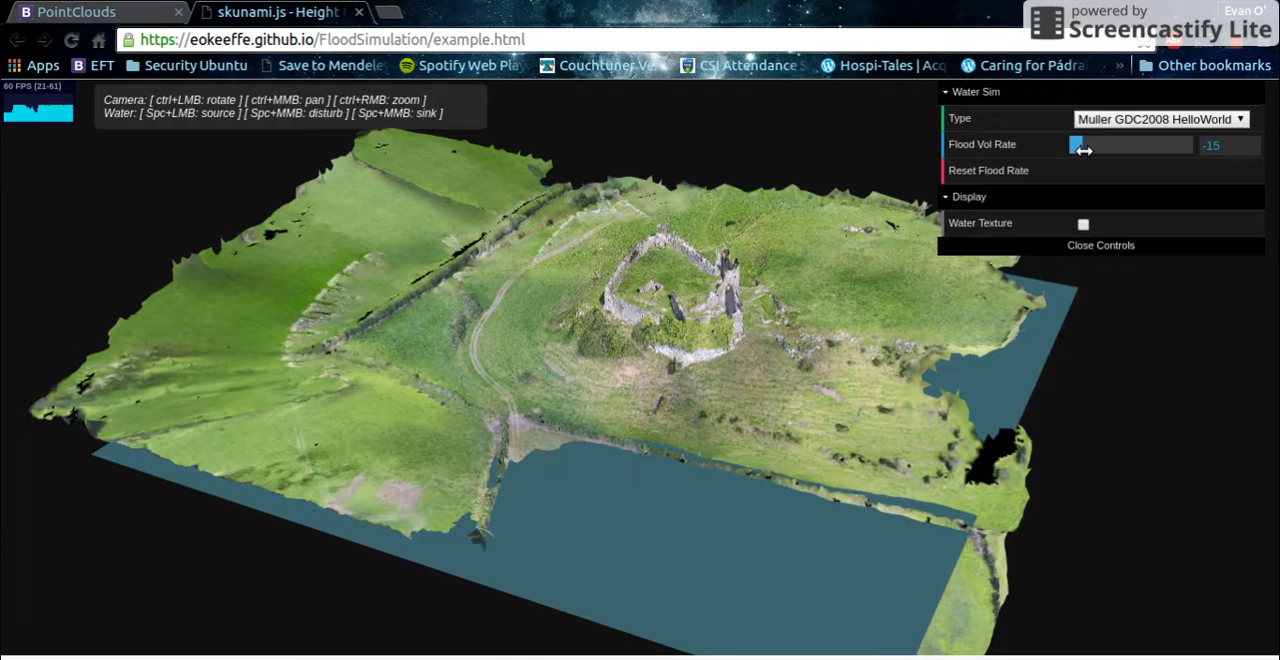 PointClouds
skunami.js - Height
Evan O'
powered by
Screencastify Lite
https://eokeeffe.github.io/FloodSimulation/example.html
Apps
EFT
Security Ubuntu
Save to Mendele
Spotify Web Pla
Couchtuner Ve
CSI Attendance
Hospi-Tales | Acq
Caring for Pádra
»
Other bookmarks
60 FPS (21-61)
Camera: [ ctrl+LMB: rotate ] [ ctrl+MMB: pan ] [ ctrl+RMB: zoom ]
Water: [ Spc+LMB: source ] [ Spc+MMB: disturb ] [ Spc+MMB: sink ]
Water Sim
Type Muller GDC2008 HelloWorld
Flood Vol Rate -15
Reset Flood Rate
Display
Water Texture
Close Controls